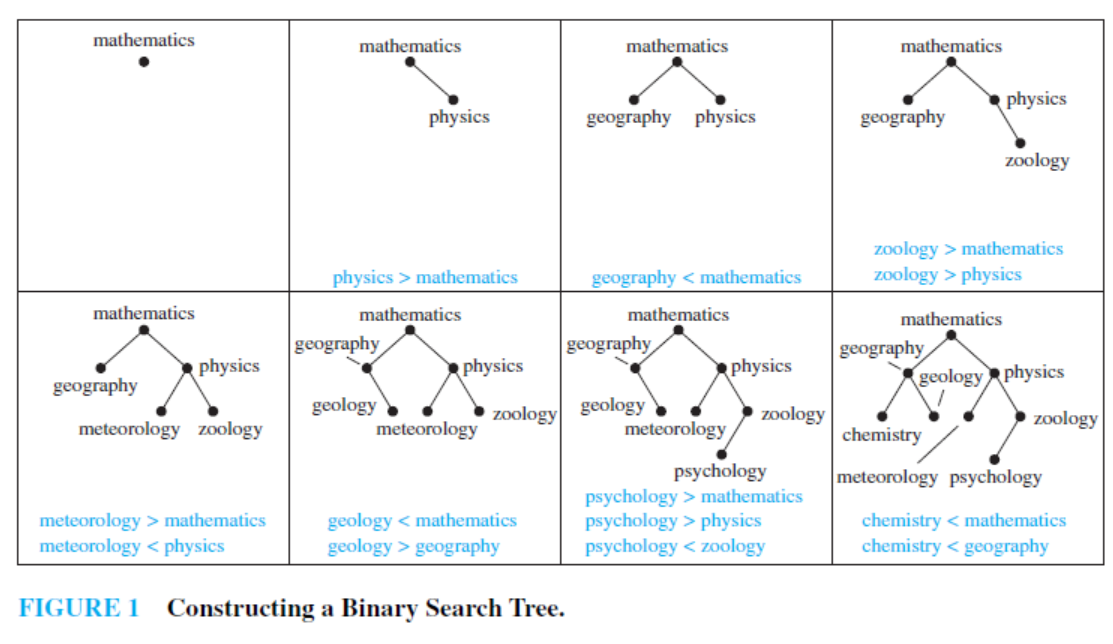 mathematics
mathematics
physics
physics > mathematics
mathematics
geography physics
geography < mathematics
mathematics
physics
geography
zoology
zoology > mathematics
zoology > physics
mathematics
physics
geography
meteorology zoology
meteorology > mathematics
meteorology < physics
mathematics
geography
physics
geology
zoology
meteorology
geology < mathematics
geology > geography
mathematics
geography
physics
geology
zoology
meteorology
psychology
psychology > mathematics
psychology > physics
psychology < zoology
mathematics
geography
geology physics
zoology
chemistry
meteorology psychology
chemistry < mathematics
chemistry < geography
FIGURE 1 Constructing a Binary Search Tree.